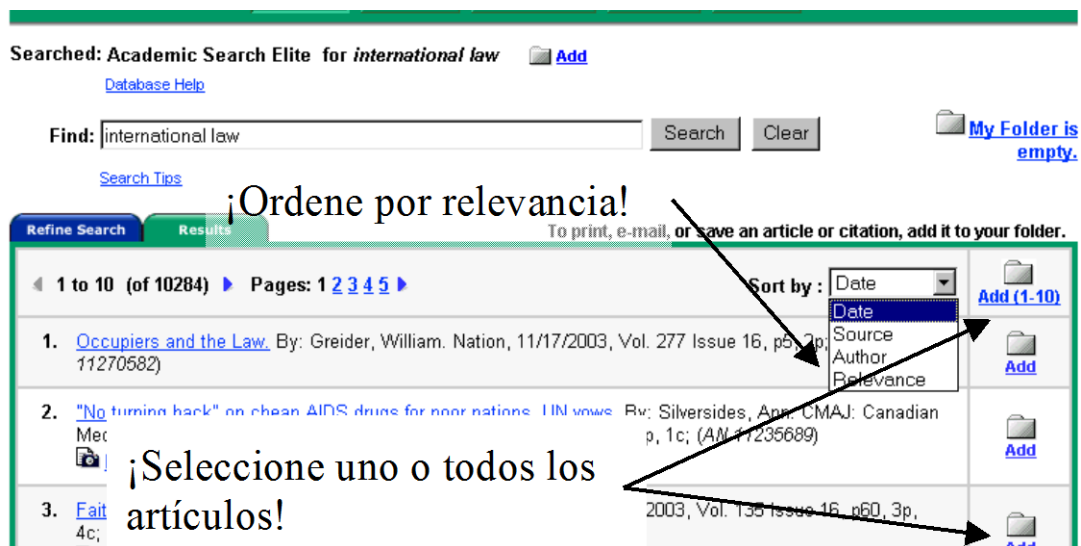 Searched: Academic Search Elite for international law Add
Database Help
Find: international law Search Clear
My Folder is
empty.
Search Tips
¡Ordene por relevancia!
Refine Search Results
To print, e-mail, or save an article or citation, add it to your folder.
1 to 10 (of 10284) Pages: 1 2 3 4 5
Sort by : Date
Add (1-10)
Date
Source
Author
Relevance
1. Occupiers and the Law. By: Greider, William. Nation, 11/17/2003, Vol. 277 Issue 16, p5, 2p;
11270582)
Add
2. "No turning back" on cheap AIDS drugs for poor nations, UN vows. By: Silversides, Ann. CMAJ: Canadian
p, 1c; (AN 11235689)
Add
¡Seleccione uno o todos los
artículos!
3. 2003, Vol. 135 Issue 16, p60, 3p,
4c;
Add